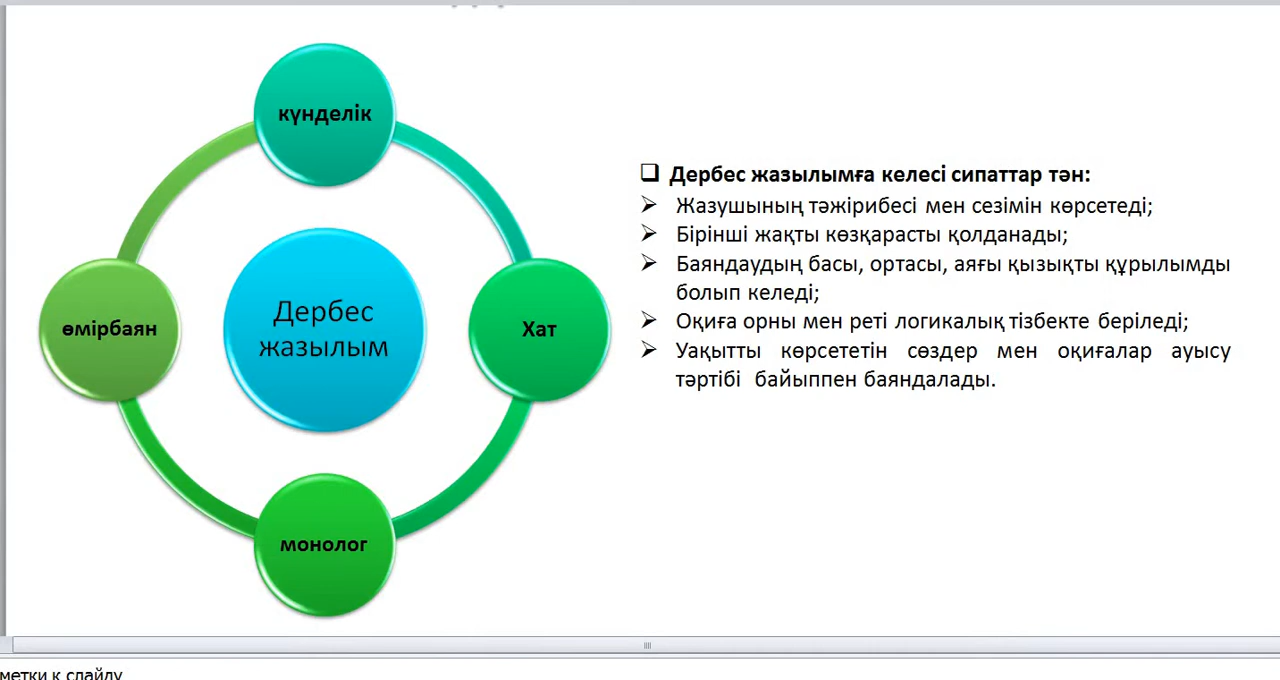 күнделік
өмірбаян
Дербес
жазылым
Хат
монолог
Дербес жазылымға келесі сипаттар тән:
Жазушының тәжірибесі мен сезімін көрсетеді;
Бірінші жақты көзқарасты қолданады;
Баяндаудың басы, ортасы, аяғы қызықты құрылымды
болып келеді;
Оқиға орны мен реті логикалық тізбекте беріледі;
Уақытты көрсететін сөздер мен оқиғалар ауысу
тәртібі байыппен баяндалады.
метки к слайду